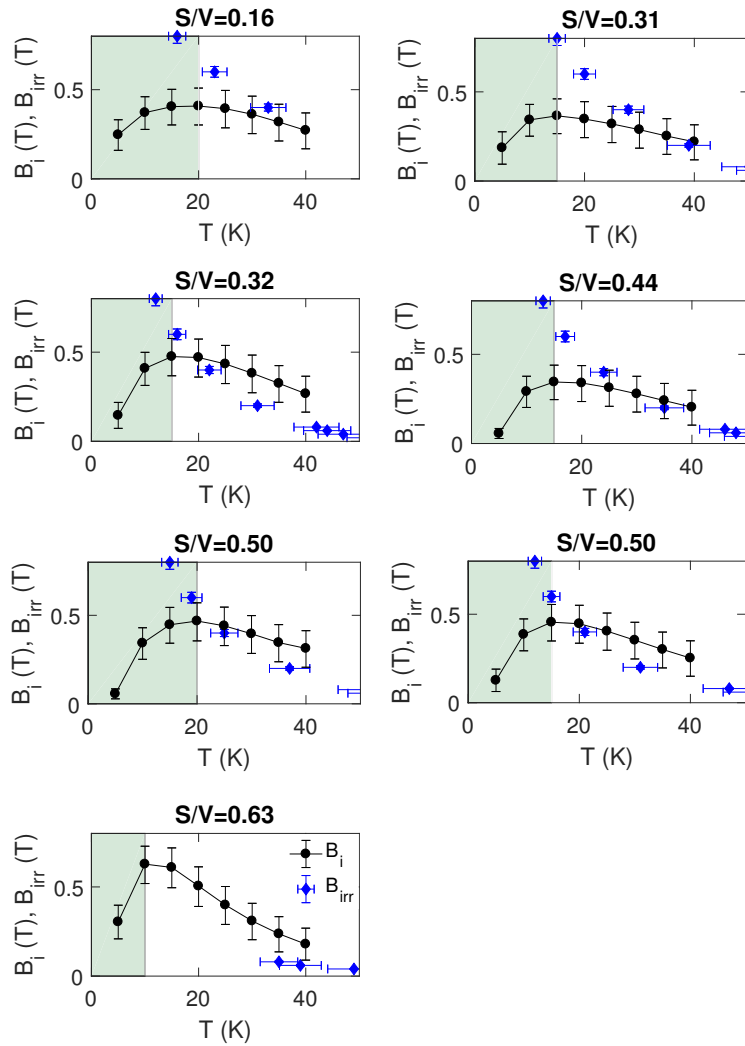 S/V=0.16
B_i (T), B_irr (T)
0.5
0
0 20 40
T (K)
S/V=0.31
B_i (T), B_irr (T)
0.5
0
0 20 40
T (K)
S/V=0.32
B_i (T), B_irr (T)
0.5
0
0 20 40
T (K)
S/V=0.44
B_i (T), B_irr (T)
0.5
0
0 20 40
T (K)
S/V=0.50
B_i (T), B_irr (T)
0.5
0
0 20 40
T (K)
S/V=0.50
B_i (T), B_irr (T)
0.5
0
0 20 40
T (K)
S/V=0.63
B_i (T), B_irr (T)
0.5
0
0 20 40
T (K)
B_i
B_irr